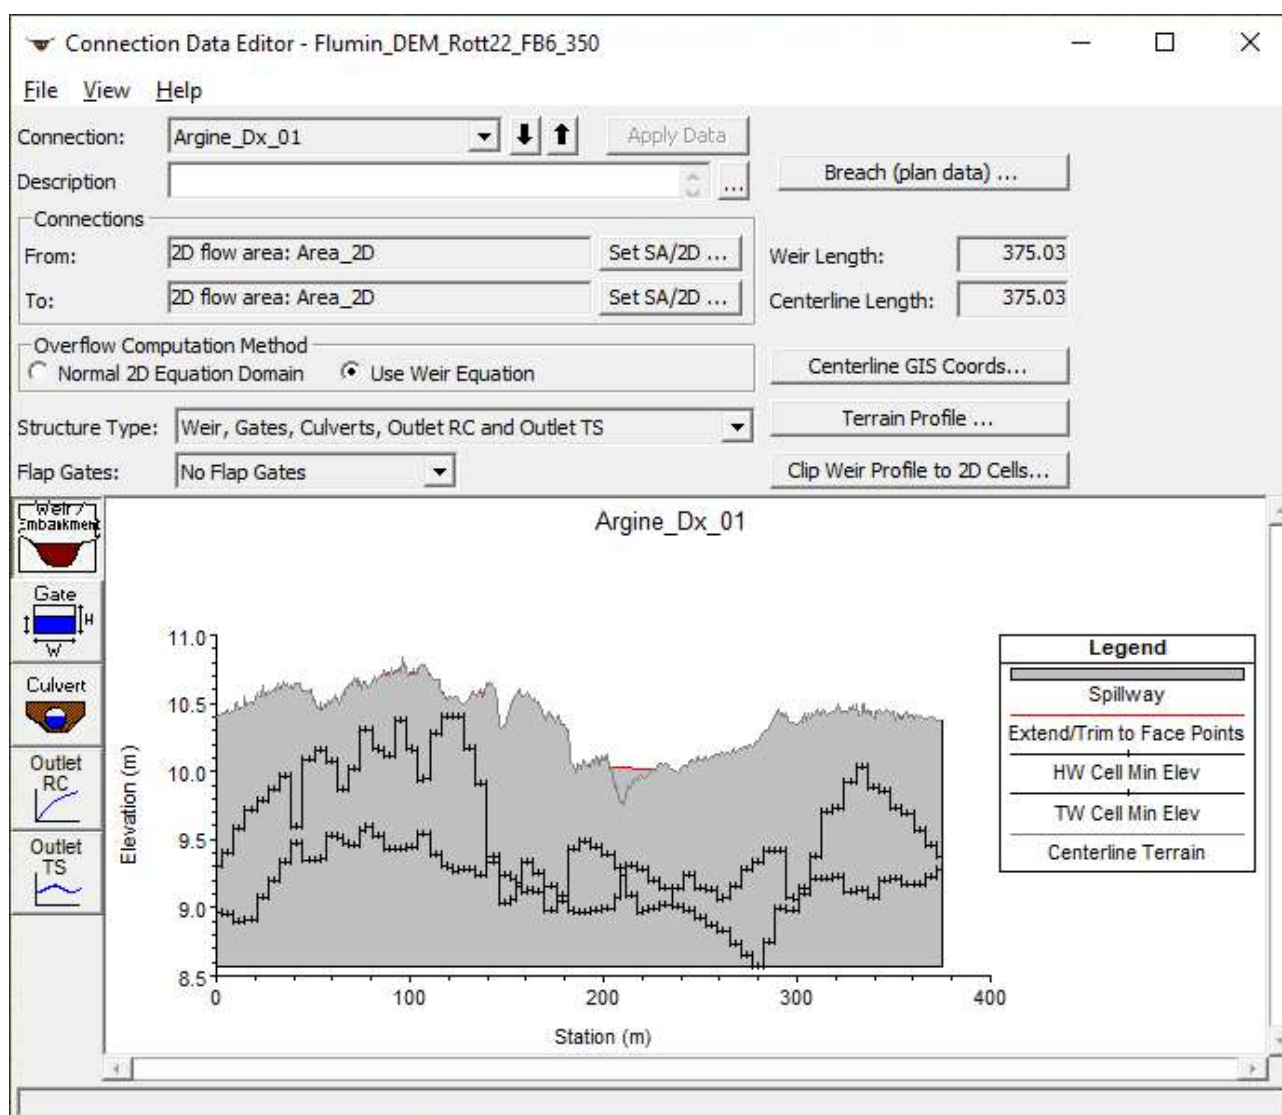 Connection Data Editor - Flumin_DEM_Rott22_FB6_350
File View Help
Connection: Argine_Dx_01 Apply Data
Description ... Breach (plan data) ...
Connections
From: 2D flow area: Area_2D Set SA/2D ... Weir Length: 375.03
To: 2D flow area: Area_2D Set SA/2D ... Centerline Length: 375.03
Overflow Computation Method
Normal 2D Equation Domain Use Weir Equation Centerline GIS Coords...
Structure Type: Weir, Gates, Culverts, Outlet RC and Outlet TS Terrain Profile ...
Flap Gates: No Flap Gates Clip Weir Profile to 2D Cells...
Weir / Embankment
Gate
H
W
Culvert
Outlet
RC
Outlet
TS
Argine_Dx_01
Elevation (m)
11.0
10.5
10.0
9.5
9.0
8.5
0 100 200 300 400
Station (m)
Legend
Spillway
Extend/Trim to Face Points
HW Cell Min Elev
TW Cell Min Elev
Centerline Terrain